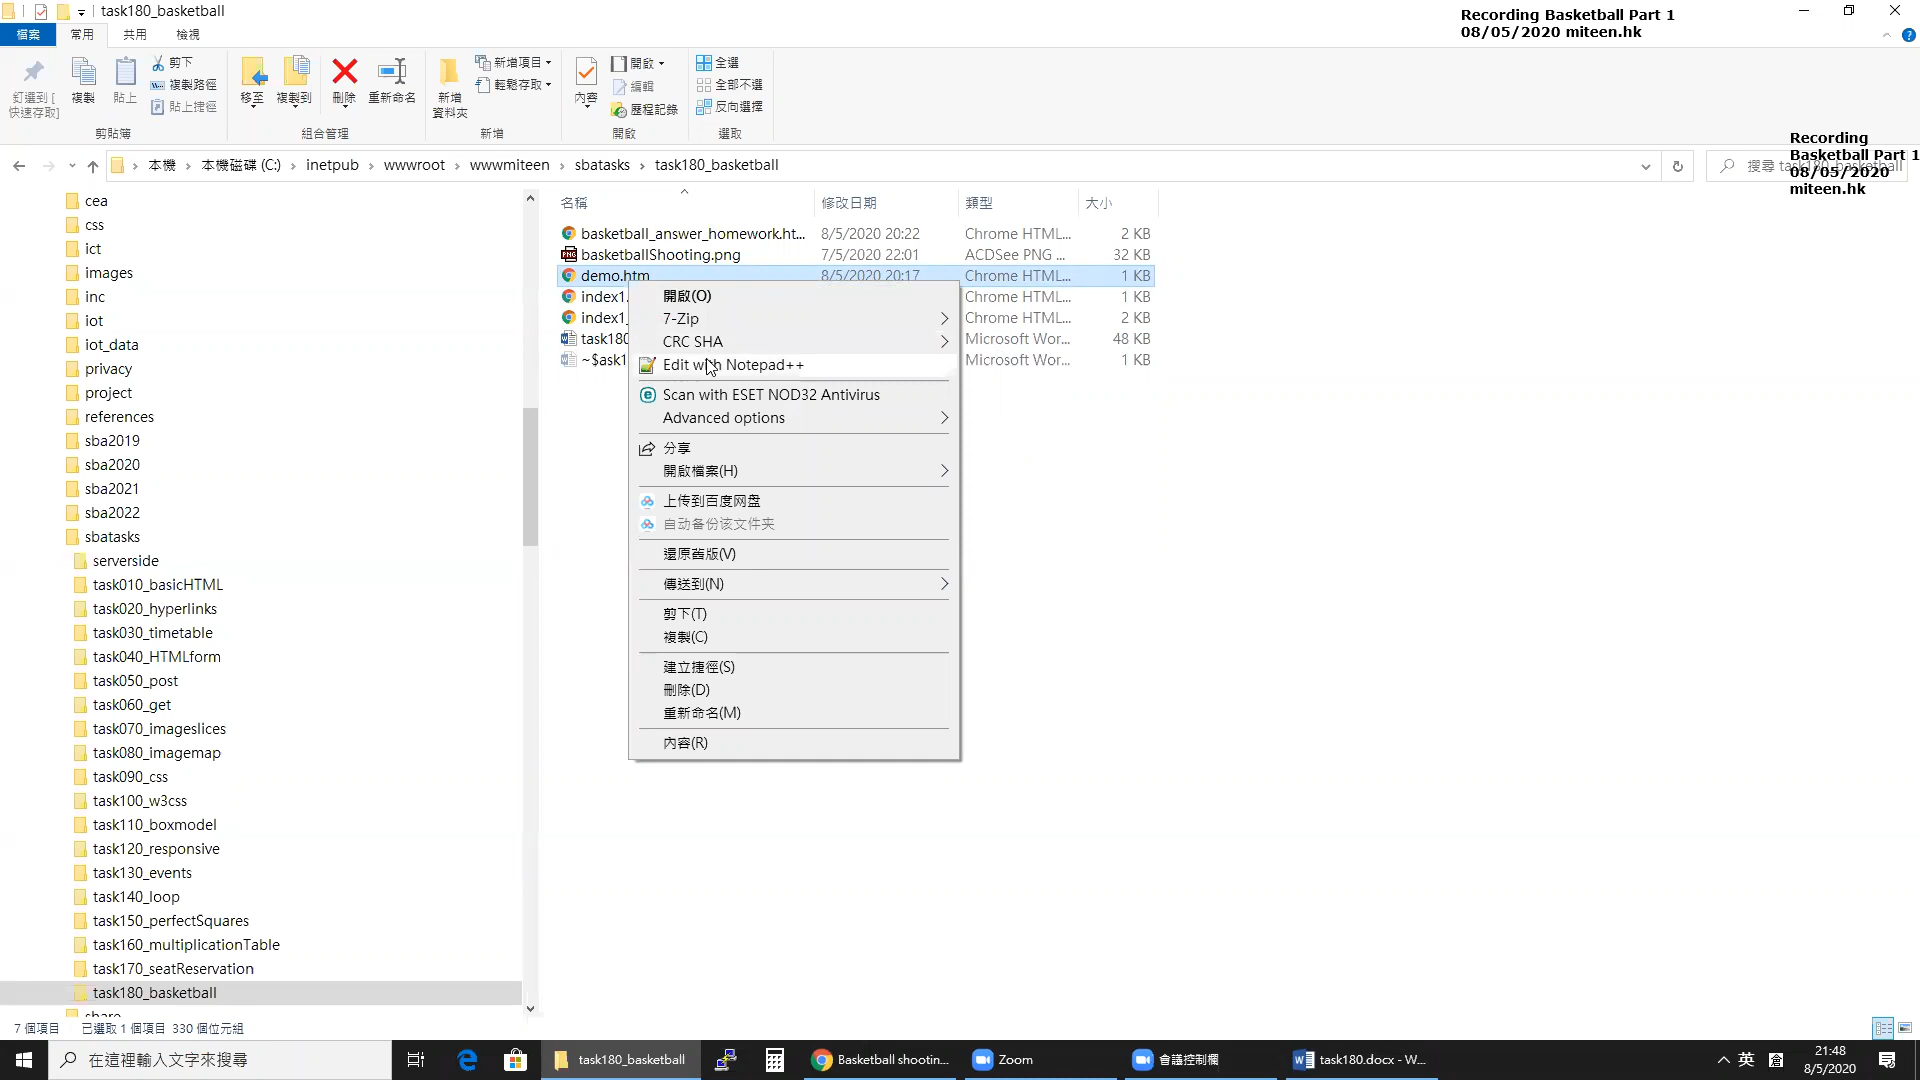 task180_basketball
Recording Basketball Part 1
08/05/2020 miteen.hk
檔案
常用
共用
檢視
釘選到 [
快速存取]
複製
貼上
剪下
複製路徑
貼上捷徑
剪貼簿
移至
複製到
刪除
重新命名
組合管理
新增
資料夾
新增項目
輕鬆存取
新增
內容
開啟
編輯
歷程記錄
開啟
全選
全部不選
反向選擇
選取
Recording
Basketball Part 1
08/05/2020
miteen.hk
本機 › 本機磁碟 (C:) › inetpub › wwwroot › wwwmiteen › sbatasks › task180_basketball
搜尋 task180_basketball
名稱 修改日期 類型 大小
basketball_answer_homework.ht... 8/5/2020 20:22 Chrome HTML... 2 KB
basketballShooting.png 7/5/2020 22:01 ACDSee PNG ... 32 KB
demo.htm 8/5/2020 20:17 Chrome HTML... 1 KB
index1. Chrome HTML... 1 KB
index1_ Chrome HTML... 2 KB
task180 Microsoft Wor... 48 KB
~$ask1 Microsoft Wor... 1 KB
開啟(O)
7-Zip
CRC SHA
Edit with Notepad++
Scan with ESET NOD32 Antivirus
Advanced options
分享
開啟檔案(H)
上传到百度网盘
自动备份该文件夹
還原舊版(V)
傳送到(N)
剪下(T)
複製(C)
建立捷徑(S)
刪除(D)
重新命名(M)
內容(R)
cea
css
ict
images
inc
iot
iot_data
privacy
project
references
sba2019
sba2020
sba2021
sba2022
sbatasks
serverside
task010_basicHTML
task020_hyperlinks
task030_timetable
task040_HTMLform
task050_post
task060_get
task070_imageslices
task080_imagemap
task090_css
task100_w3css
task110_boxmodel
task120_responsive
task130_events
task140_loop
task150_perfectSquares
task160_multiplicationTable
task170_seatReservation
task180_basketball
share
7 個項目 已選取 1 個項目 330 個位元組
在這裡輸入文字來搜尋
task180_basketball
Basketball shootin...
Zoom
會議控制欄
task180.docx - W...
英
倉
21:48
8/5/2020